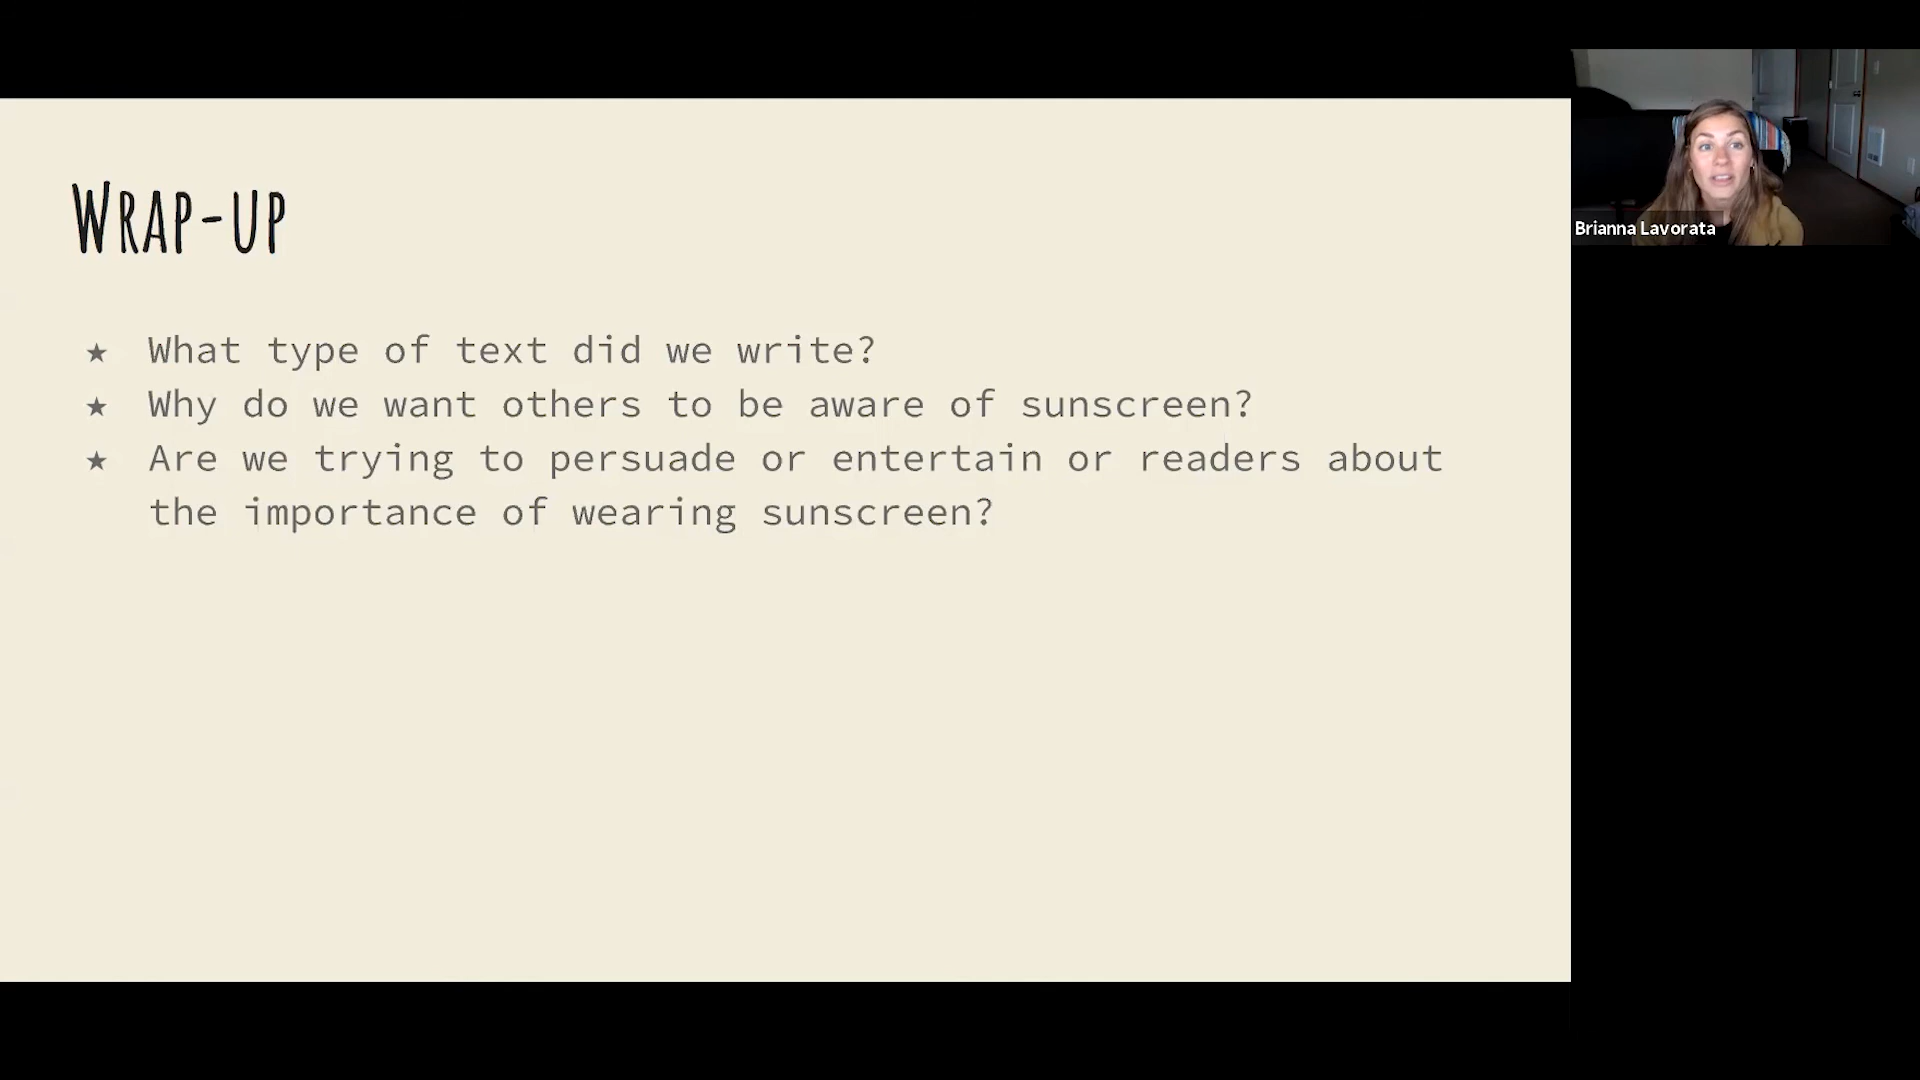 Wrap-up
★ What type of text did we write?
★ Why do we want others to be aware of sunscreen?
★ Are we trying to persuade or entertain or readers about
the importance of wearing sunscreen?
Brianna Lavorata